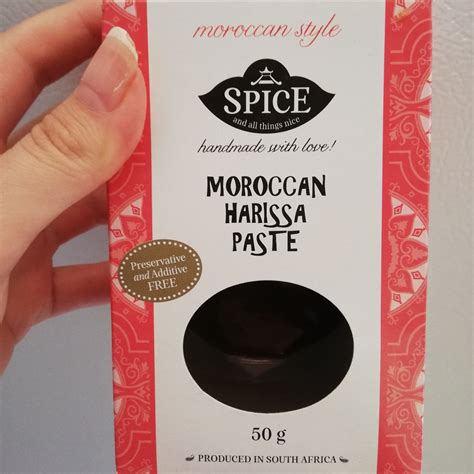 moroccan style
SPICE
and all things nice
handmade with love!
MOROCCAN
HARISSA
PASTE
Preservative
and Additive
FREE
50 g
PRODUCED IN SOUTH AFRICA